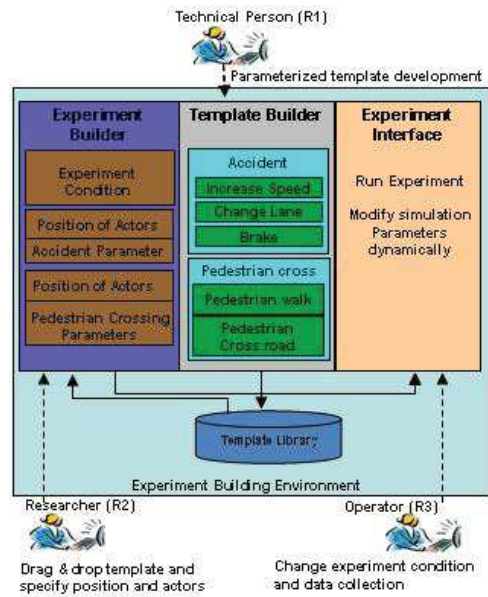 Technical Person (R1)
Parameterized template development
Experiment
Builder
Experiment
Condition
Position of Actors
Accident Parameter
Position of Actors
Pedestrian Crossing
Parameters
Template Builder
Accident
Increase Speed
Change Lane
Brake
Pedestrian cross
Pedestrian walk
Pedestrian
Cross road
Experiment
Interface
Run Experiment
Modify simulation
Parameters
dynamically
Template Library
Experiment Building Environment
Researcher (R2)
Drag & drop template and
specify position and actors
Operator (R3)
Change experiment condition
and data collection